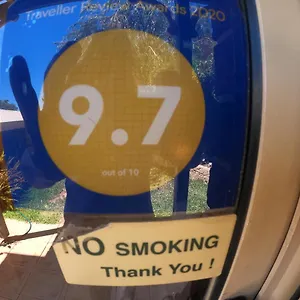 Traveller Review Awards 2020
9.7
out of 10
NO SMOKING
Thank You !